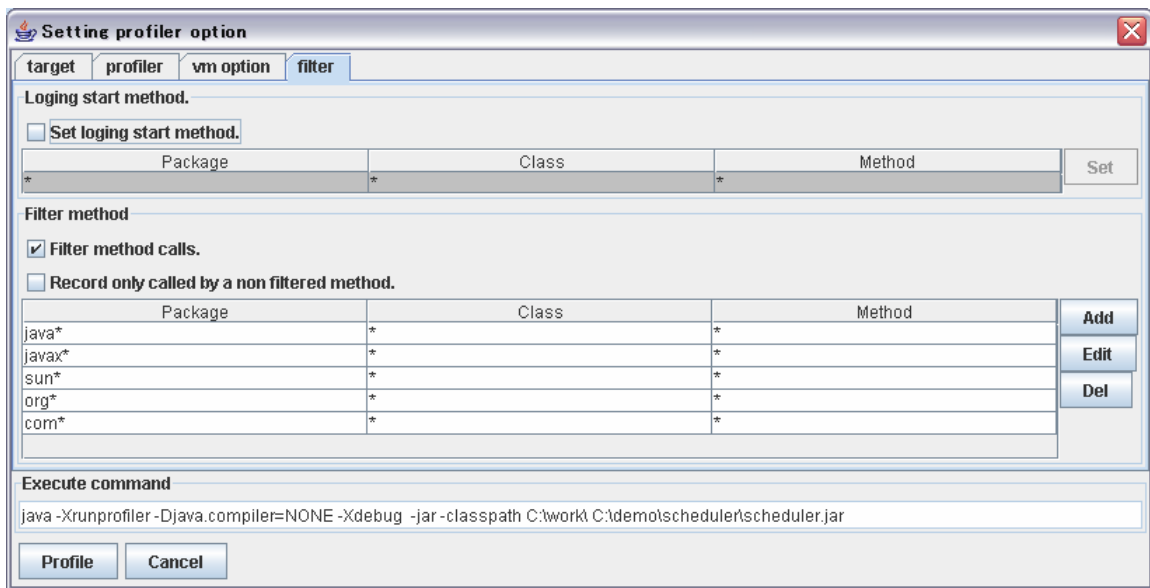 Setting profiler option
target profiler vm option filter
Loging start method.
Set loging start method.
Package Class Method
* * *
Set
Filter method
Filter method calls.
Record only called by a non filtered method.
Package Class Method
java* * *
javax* * *
sun* * *
org* * *
com* * *
Add
Edit
Del
Execute command
java -Xrunprofiler -Djava.compiler=NONE -Xdebug  -jar -classpath C:\work\ C:\demo\scheduler\scheduler.jar
Profile Cancel